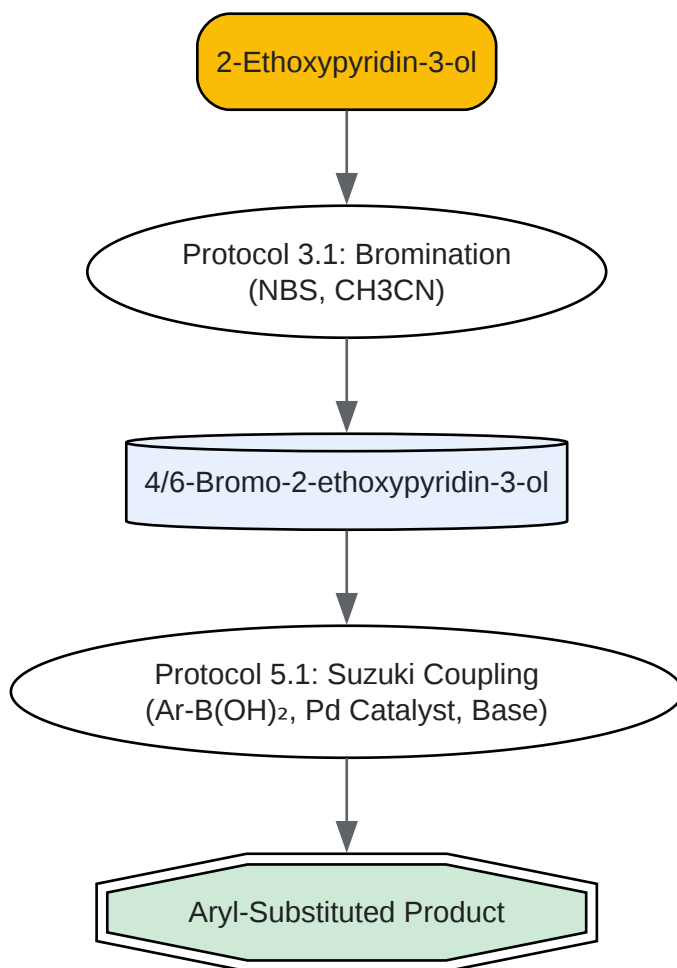 2-Ethoxypyridin-3-ol
Protocol 3.1: Bromination
(NBS, CH3CN)
4/6-Bromo-2-ethoxypyridin-3-ol
Protocol 5.1: Suzuki Coupling
(Ar-B(OH)₂, Pd Catalyst, Base)
Aryl-Substituted Product